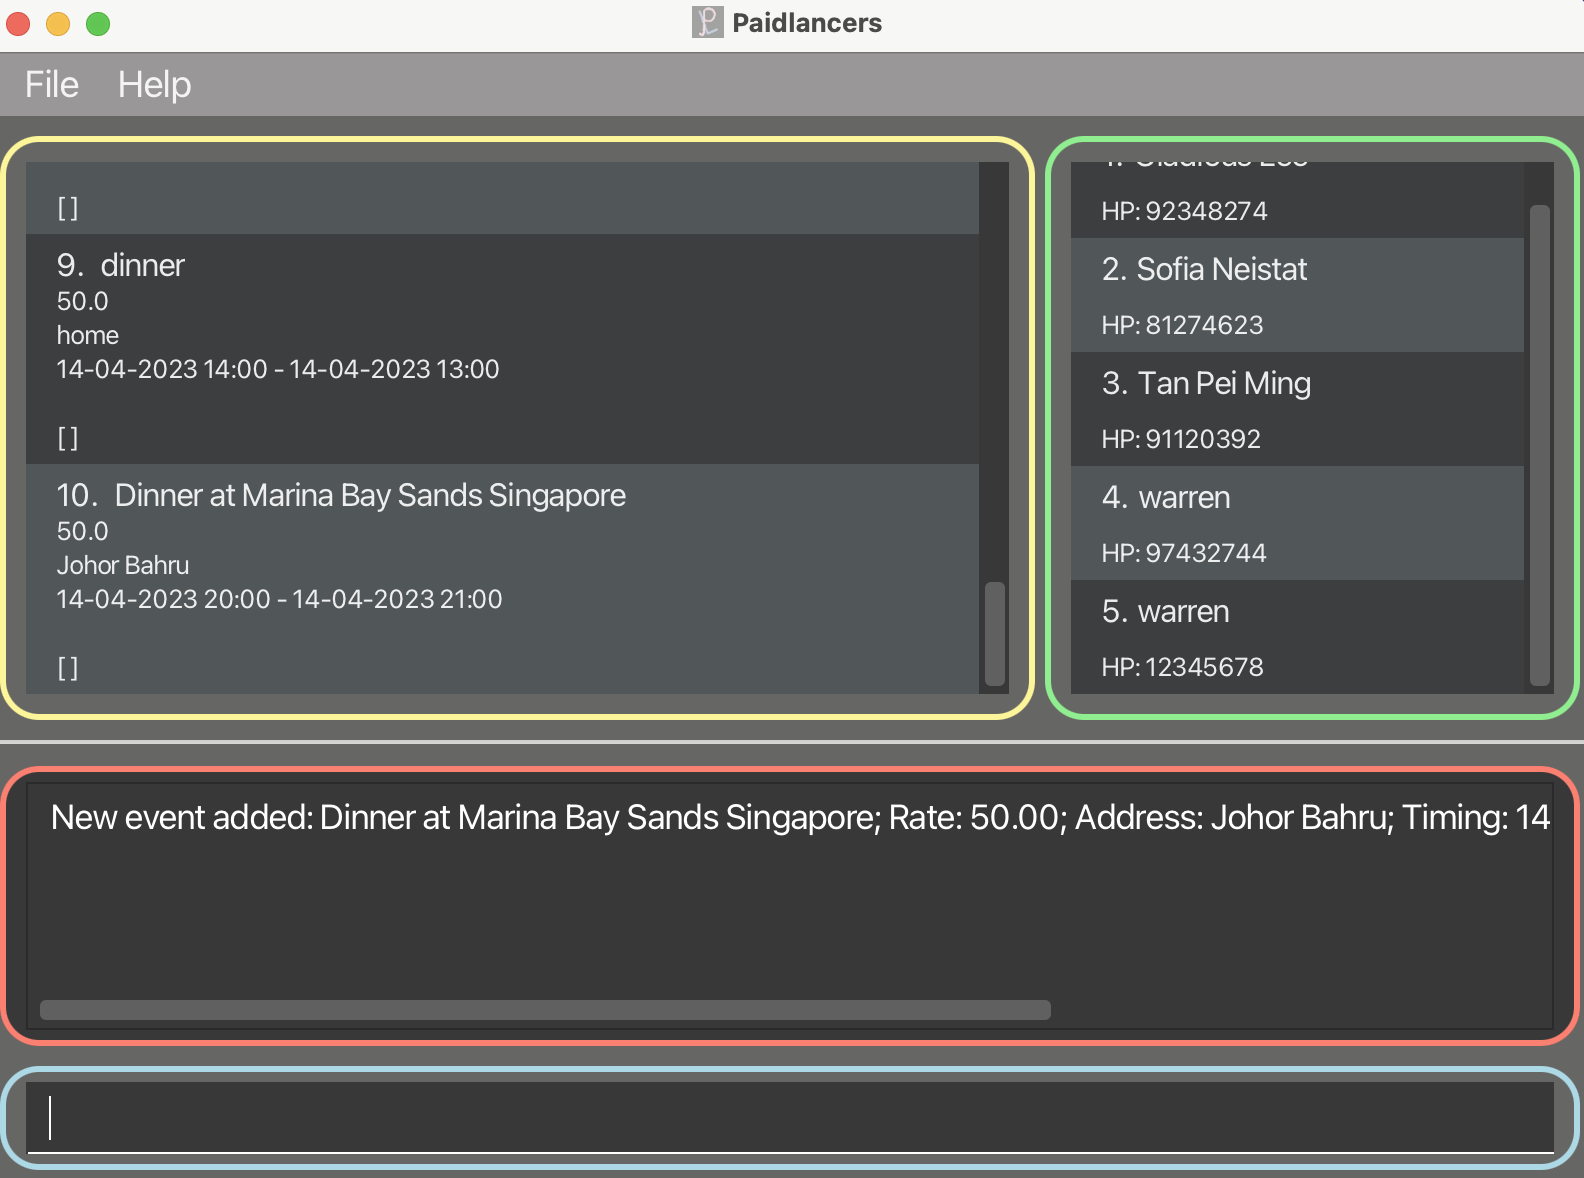 Paidlancers
File Help
[]
9. dinner
50.0
home
14-04-2023 14:00 - 14-04-2023 13:00
[]
10. Dinner at Marina Bay Sands Singapore
50.0
Johor Bahru
14-04-2023 20:00 - 14-04-2023 21:00
[]
HP: 92348274
2. Sofia Neistat
HP: 81274623
3. Tan Pei Ming
HP: 91120392
4. warren
HP: 97432744
5. warren
HP: 12345678
New event added: Dinner at Marina Bay Sands Singapore; Rate: 50.00; Address: Johor Bahru; Timing: 14